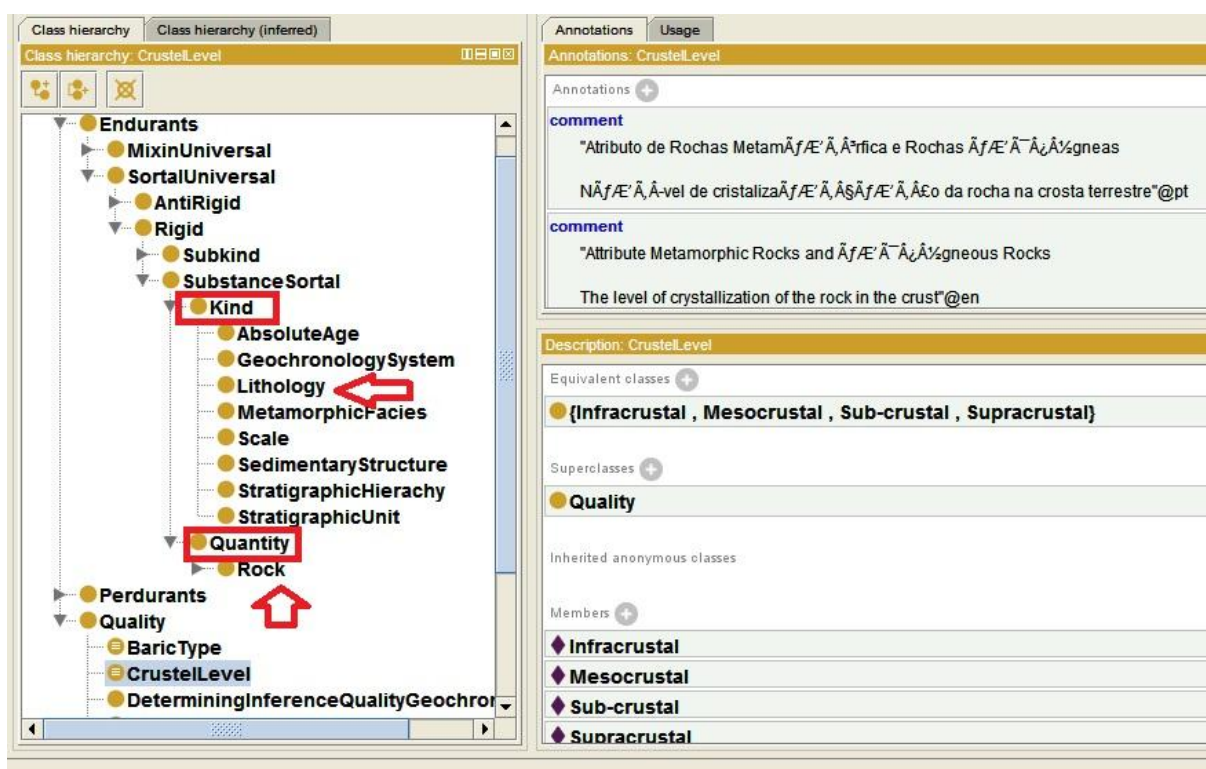 Class hierarchy
Class hierarchy (inferred)
Class hierarchy: CrustelLevel
Endurants
MixinUniversal
SortalUniversal
AntiRigid
Rigid
Subkind
SubstanceSortal
Kind
AbsoluteAge
GeochronologySystem
Lithology
MetamorphicFacies
Scale
SedimentaryStructure
StratigraphicHierachy
StratigraphicUnit
Quantity
Rock
Perdurants
Quality
BaricType
CrustelLevel
DeterminingInferenceQualityGeochror
Annotations
Usage
Annotations: CrustelLevel
Annotations
comment
"Atributo de Rochas MetamÃƒÆ’Ã‚Â³rfica e Rochas ÃƒÆ’Ã¯Â¿Â½gneas
NÃƒÆ’Ã‚Â-vel de cristalizaÃƒÆ’Ã‚Â§ÃƒÆ’Ã‚Â£o da rocha na crosta terrestre"@pt
comment
"Attribute Metamorphic Rocks and ÃƒÆ’Ã¯Â¿Â½gneous Rocks
The level of crystallization of the rock in the crust"@en
Description: CrustelLevel
Equivalent classes
{Infracrustal , Mesocrustal , Sub-crustal , Supracrustal}
Superclasses
Quality
Inherited anonymous classes
Members
Infracrustal
Mesocrustal
Sub-crustal
Supracrustal